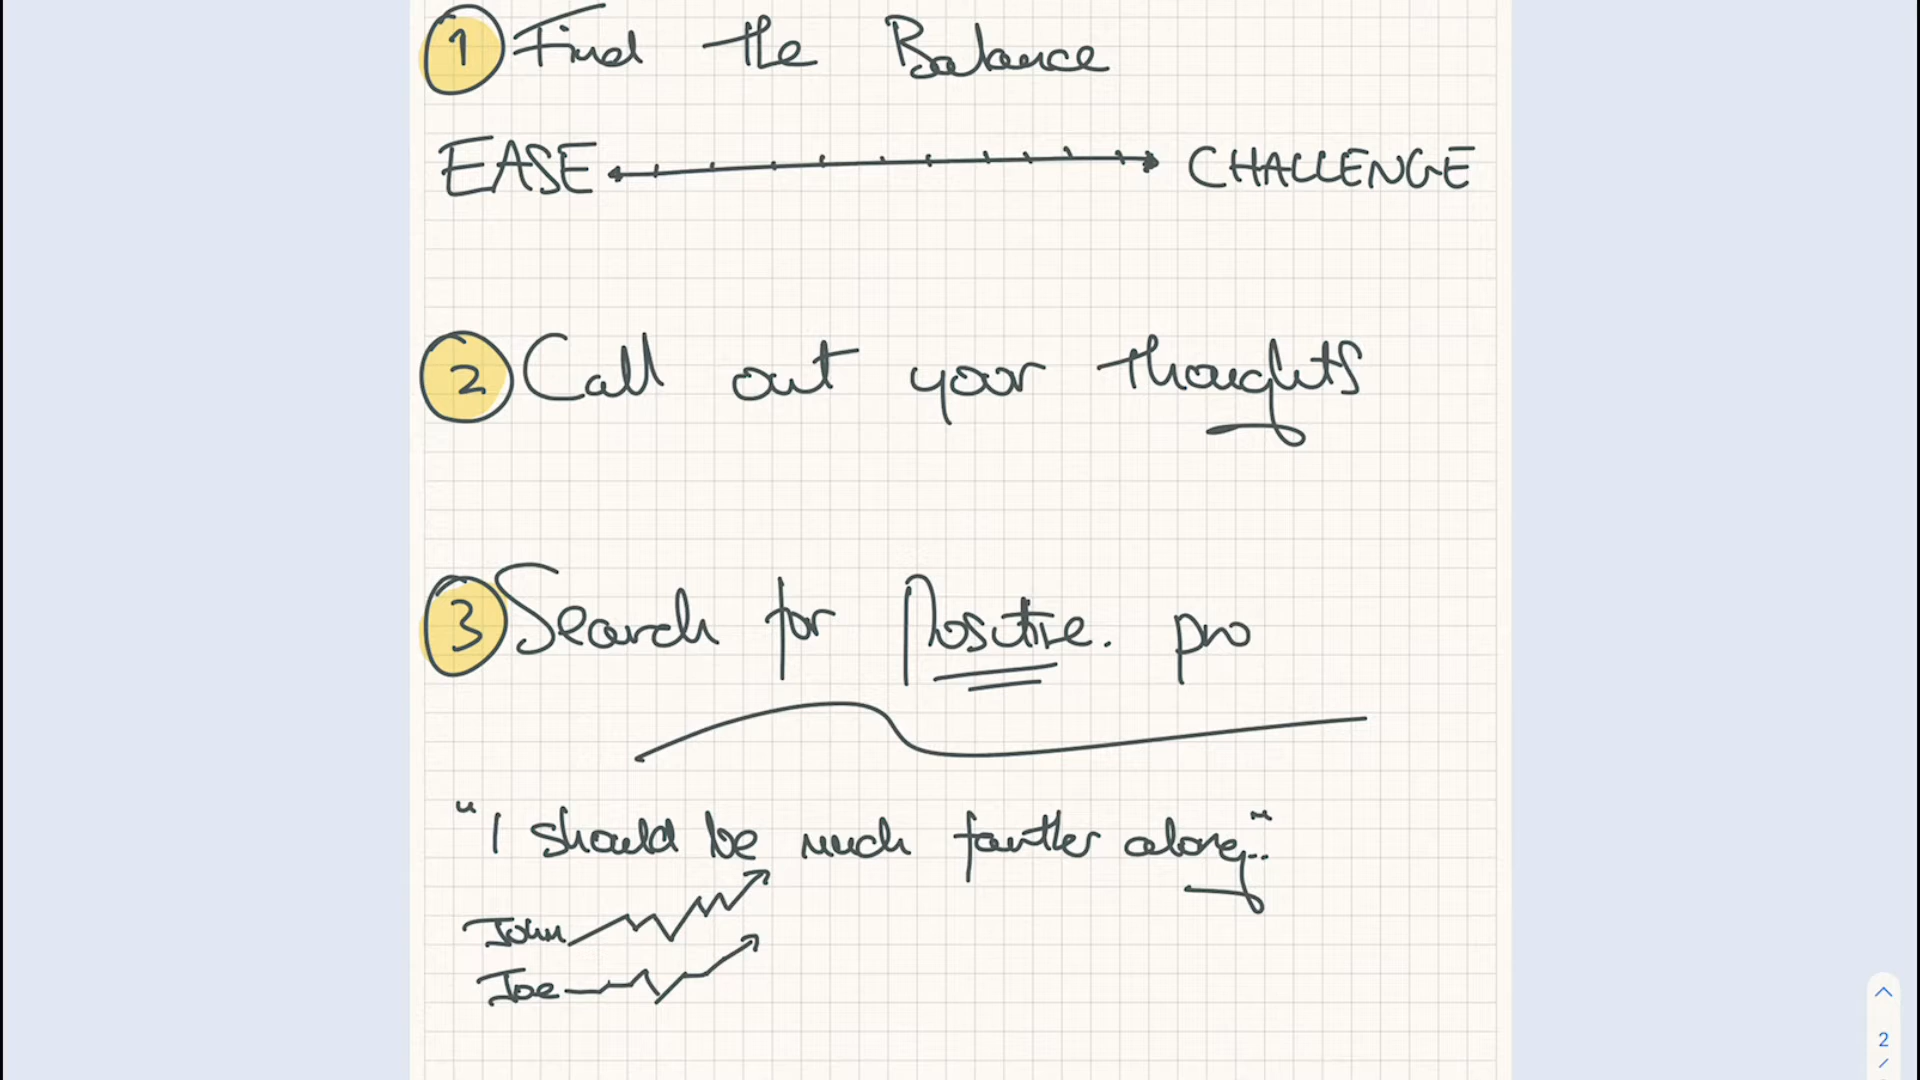 1 Find the Balance
EASE CHALLENGE
2 Call out your thoughts
3 Search for Positive. pro
"I should be much farther along.."
John
Joe
2